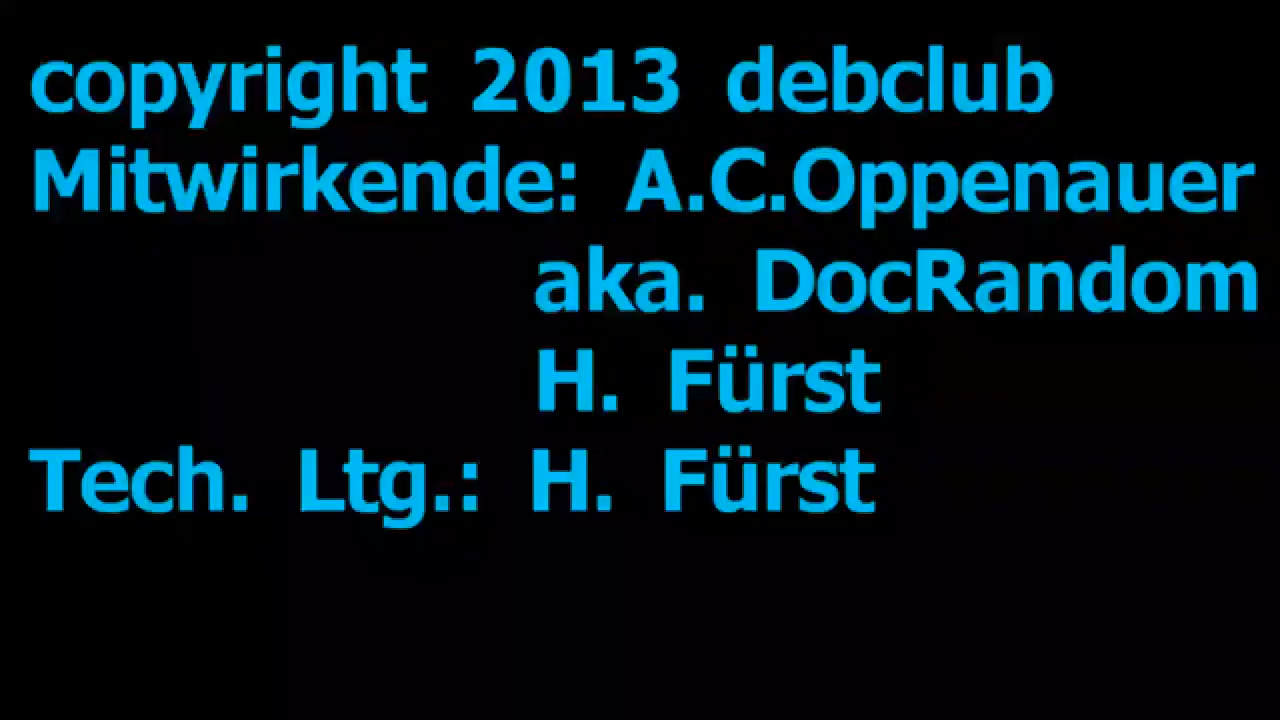 copyright 2013 debclub
Mitwirkende: A.C.Oppenauer
aka. DocRandom
H. Fürst
Tech. Ltg.: H. Fürst